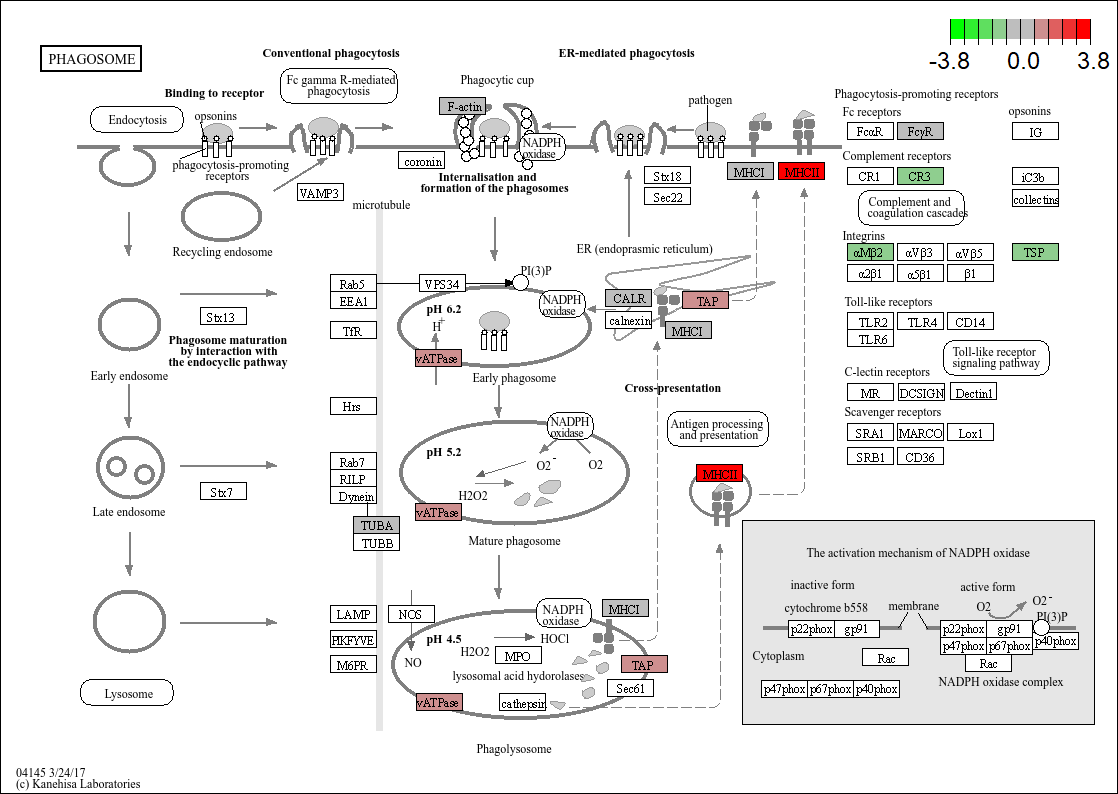 PHAGOSOME
Conventional phagocytosis
ER-mediated phagocytosis
-3.8 0.0 3.8
Binding to receptor
Fc gamma R-mediated
phagocytosis
Phagocytic cup
Endocytosis
opsonins
F-actin
pathogen
NADPH
oxidase
phagocytosis-promoting
receptors
coronin
Internalisation and
formation of the phagosomes
VAMP3
microtubule
Stx18
Sec22
MHCI
MHCII
Phagocytosis-promoting receptors
Fc receptors
opsonins
FcαR
FcγR
IG
Complement receptors
CR1
CR3
iC3b
collectins
Complement and
coagulation cascades
Integrins
αMβ2
αVβ3
αVβ5
TSP
α2β1
α5β1
β1
Toll-like receptors
TLR2
TLR4
CD14
TLR6
Toll-like receptor
signaling pathway
C-lectin receptors
MR
DCSIGN
Dectin1
Scavenger receptors
SRA1
MARCO
Lox1
SRB1
CD36
Recycling endosome
ER (endoprasmic reticulum)
Rab5
EEA1
VPS34
PI(3)P
NADPH
oxidase
CALR
TAP
calnexin
MHCI
pH 6.2
H+
TfR
vATPase
Stx13
Phagosome maturation
by interaction with
the endocyclic pathway
Early endosome
Early phagosome
Cross-presentation
Hrs
NADPH
oxidase
Antigen processing
and presentation
pH 5.2
O2-
O2
H2O2
Rab7
RILP
Dynein
Stx7
TUBA
TUBB
vATPase
MHCII
Late endosome
Mature phagosome
LAMP
NOS
PIKFYVE
M6PR
NADPH
oxidase
MHCI
pH 4.5
HOCl
H2O2
MPO
NO
lysosomal acid hydorolases
TAP
Sec61
vATPase
cathepsin
Lysosome
Phagolysosome
The activation mechanism of NADPH oxidase
inactive form
active form
cytochrome b558
membrane
O2
O2-
PI(3)P
p22phox
gp91
p22phox
gp91
p47phox
p67phox
p40phox
Cytoplasm
Rac
Rac
NADPH oxidase complex
p47phox
p67phox
p40phox
04145 3/24/17
(c) Kanehisa Laboratories